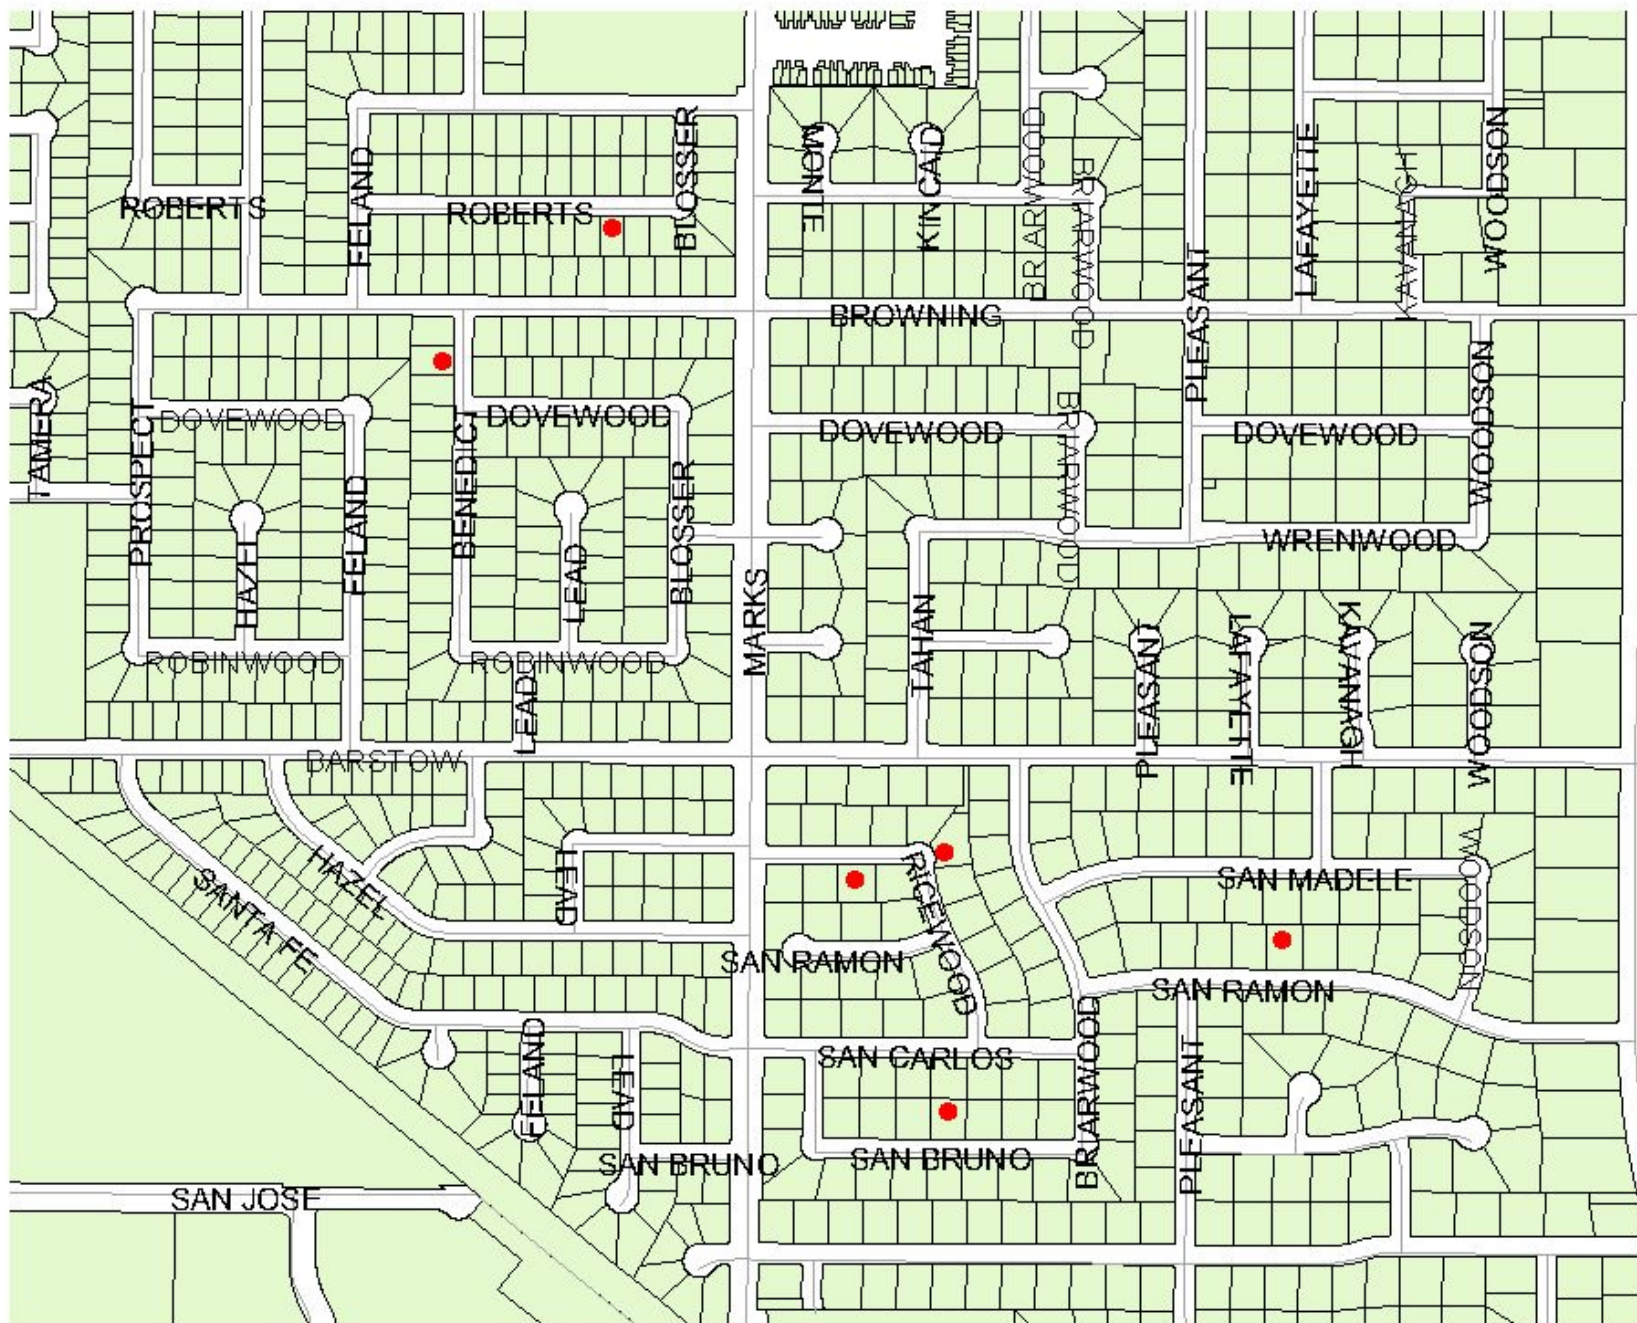 MONTE
KINCAID
BRIARWOOD
BRIARWOOD
LAFAYETTE
KAVANAGH
WOODSON
FELAND
BLOSSER
ROBERTS
ROBERTS
PLEASANT
BROWNING
TAMERA
PROSPECT
DOVEWOOD
BENEDICT
DOVEWOOD
DOVEWOOD
BRIARWOOD
DOVEWOOD
WOODSON
HAZEL
FELAND
LEAD
BLOSSER
MARKS
WRENWOOD
TAHAN
ROBINWOOD
ROBINWOOD
LEAD
PLEASANT
LAFAYETTE
KAVANAGH
WOODSON
BARSTOW
HAZEL
SANTA FE
LEAD
RICEWOOD
SAN MADELE
WOODSON
SAN RAMON
SAN RAMON
FELAND
LEAD
SAN CARLOS
BRIARWOOD
PLEASANT
SAN BRUNO
SAN BRUNO
SAN JOSE